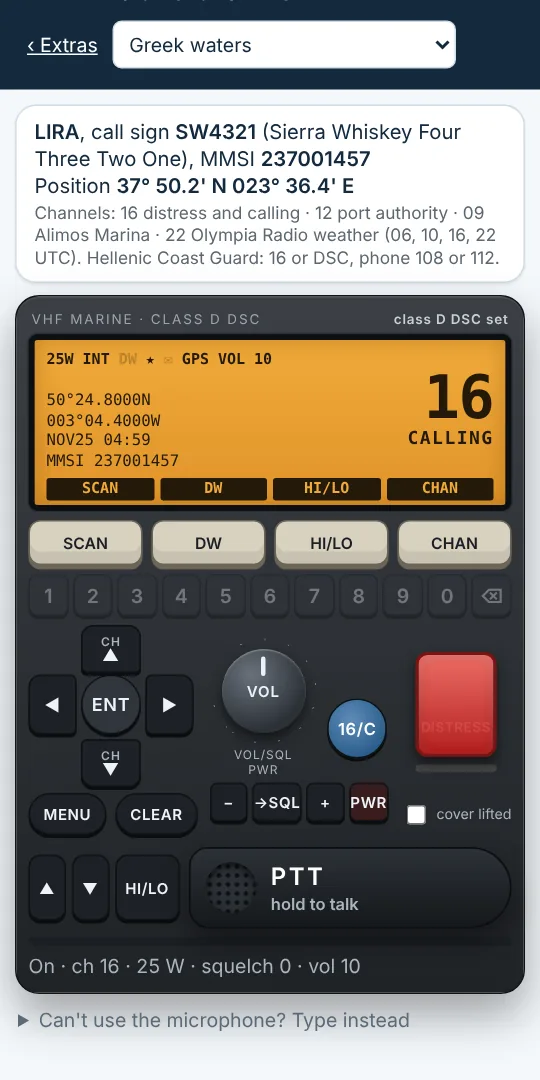 ‹ Extras
Greek waters
LIRA, call sign SW4321 (Sierra Whiskey Four
Three Two One), MMSI 237001457
Position 37° 50.2' N 023° 36.4' E
Channels: 16 distress and calling · 12 port authority · 09
Alimos Marina · 22 Olympia Radio weather (06, 10, 16, 22
UTC). Hellenic Coast Guard: 16 or DSC, phone 108 or 112.
VHF MARINE · CLASS D DSC
class D DSC set
25W INT DW ★ ✉ GPS VOL 10
16
CALLING
50°24.8000N
003°04.4000W
NOV25 04:59
MMSI 237001457
SCAN DW HI/LO CHAN
SCAN DW HI/LO CHAN
1 2 3 4 5 6 7 8 9 0 ⌫
CH ▲
◀ ENT ▶
CH ▼
VOL
VOL/SQL
PWR
16/C
DISTRESS
− →SQL + PWR
cover lifted
MENU CLEAR
▲ ▼ HI/LO
PTT
hold to talk
On · ch 16 · 25 W · squelch 0 · vol 10
▶ Can't use the microphone? Type instead